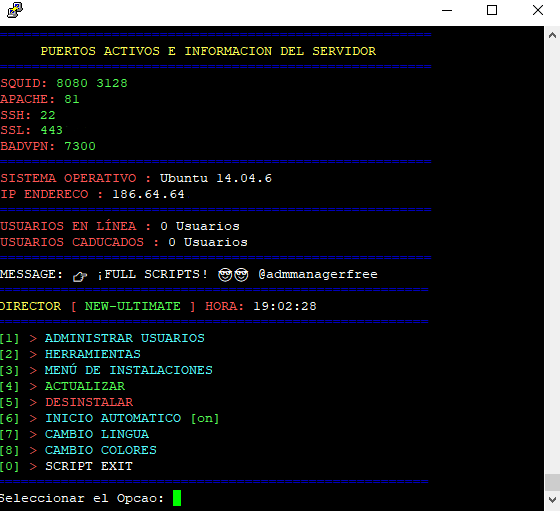 PUERTOS ACTIVOS E INFORMACION DEL SERVIDOR
SQUID: 8080 3128
APACHE: 81
SSH: 22
SSL: 443
BADVPN: 7300
SISTEMA OPERATIVO : Ubuntu 14.04.6
IP ENDERECO : 186.64.64
USUARIOS EN LÍNEA : 0 Usuarios
USUARIOS CADUCADOS : 0 Usuarios
MESSAGE: 👉 ¡FULL SCRIPTS! 😎😎 @admmanagerfree
DIRECTOR [ NEW-ULTIMATE ] HORA: 19:02:28
[1] > ADMINISTRAR USUARIOS
[2] > HERRAMIENTAS
[3] > MENÚ DE INSTALACIONES
[4] > ACTUALIZAR
[5] > DESINSTALAR
[6] > INICIO AUTOMATICO [on]
[7] > CAMBIO LINGUA
[8] > CAMBIO COLORES
[0] > SCRIPT EXIT
Seleccionar el Opcao: